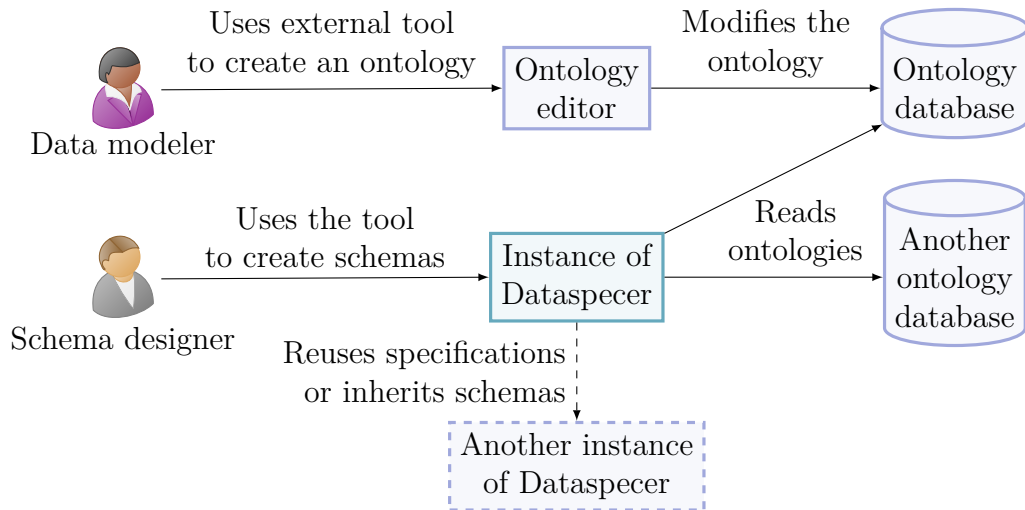 Uses external tool
to create an ontology
Modifies the
ontology
Ontology
editor
Ontology
database
Data modeler
Uses the tool
to create schemas
Reads
ontologies
Instance of
Dataspecer
Another
ontology
database
Schema designer
Reuses specifications
or inherits schemas
Another instance
of Dataspecer